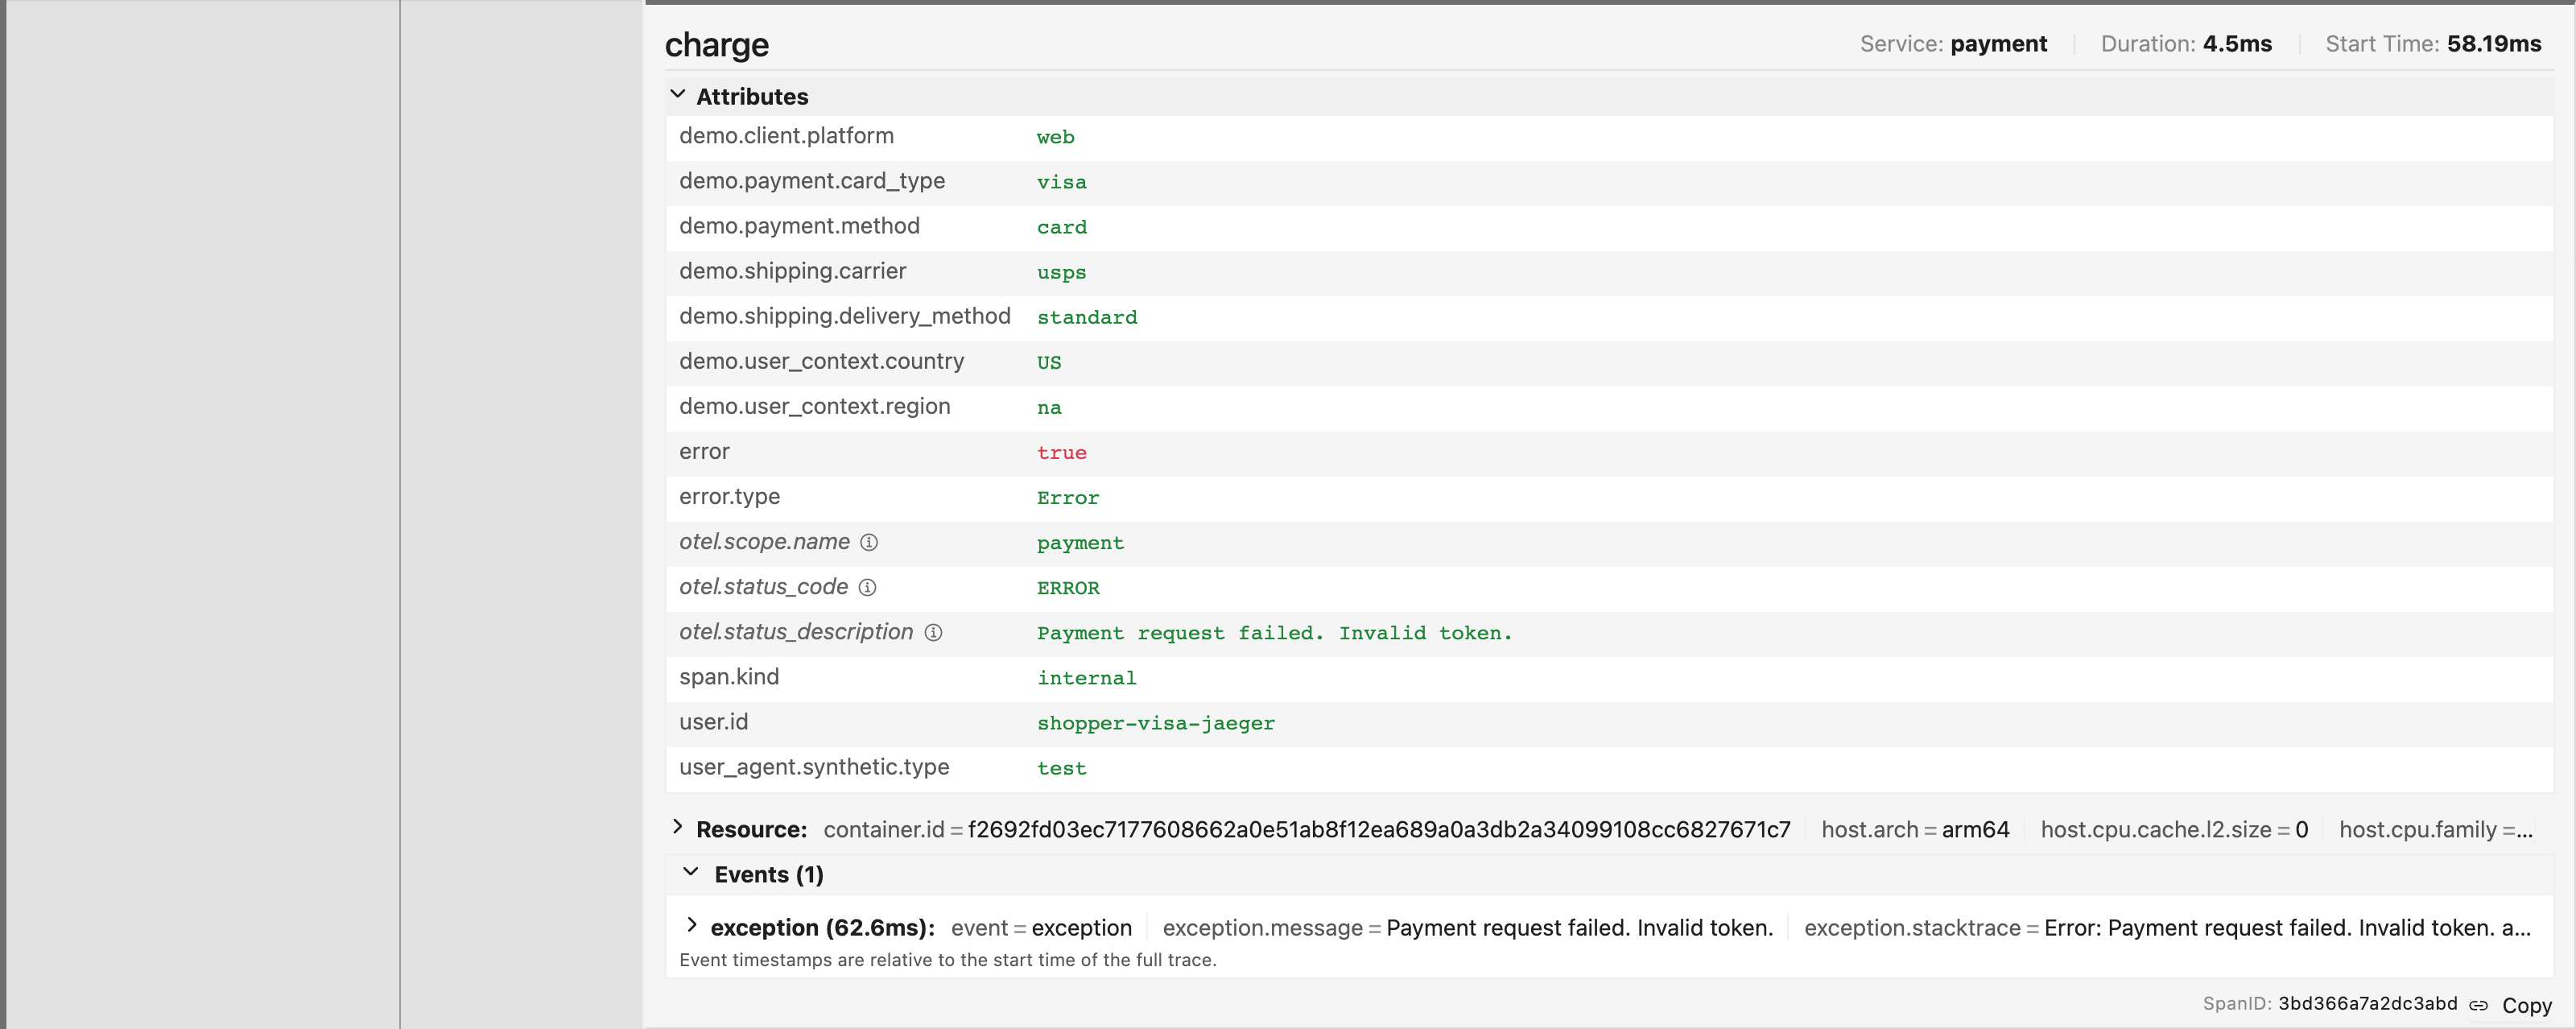 charge
Service: payment Duration: 4.5ms Start Time: 58.19ms
Attributes
demo.client.platform web
demo.payment.card_type visa
demo.payment.method card
demo.shipping.carrier usps
demo.shipping.delivery_method standard
demo.user_context.country US
demo.user_context.region na
error true
error.type Error
otel.scope.name payment
otel.status_code ERROR
otel.status_description Payment request failed. Invalid token.
span.kind internal
user.id shopper-visa-jaeger
user_agent.synthetic.type test
Resource: container.id = f2692fd03ec7177608662a0e51ab8f12ea689a0a3db2a34099108cc6827671c7 host.arch = arm64 host.cpu.cache.l2.size = 0 host.cpu.family =...
Events (1)
exception (62.6ms): event = exception exception.message = Payment request failed. Invalid token. exception.stacktrace = Error: Payment request failed. Invalid token. a...
Event timestamps are relative to the start time of the full trace.
SpanID: 3bd366a7a2dc3abd Copy